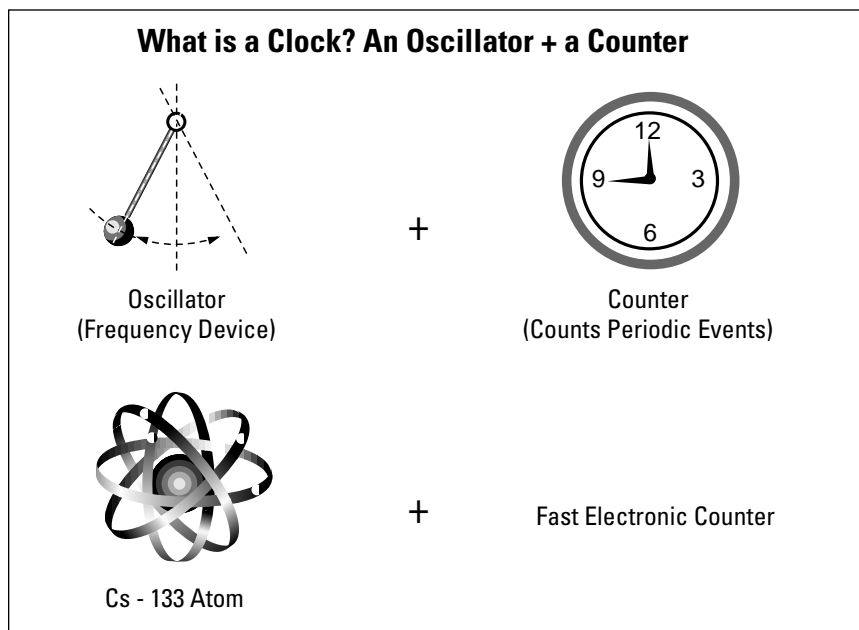 What is a Clock? An Oscillator + a Counter
12
9
3
6
+
Oscillator
(Frequency Device)
Counter
(Counts Periodic Events)
+
Fast Electronic Counter
Cs - 133 Atom